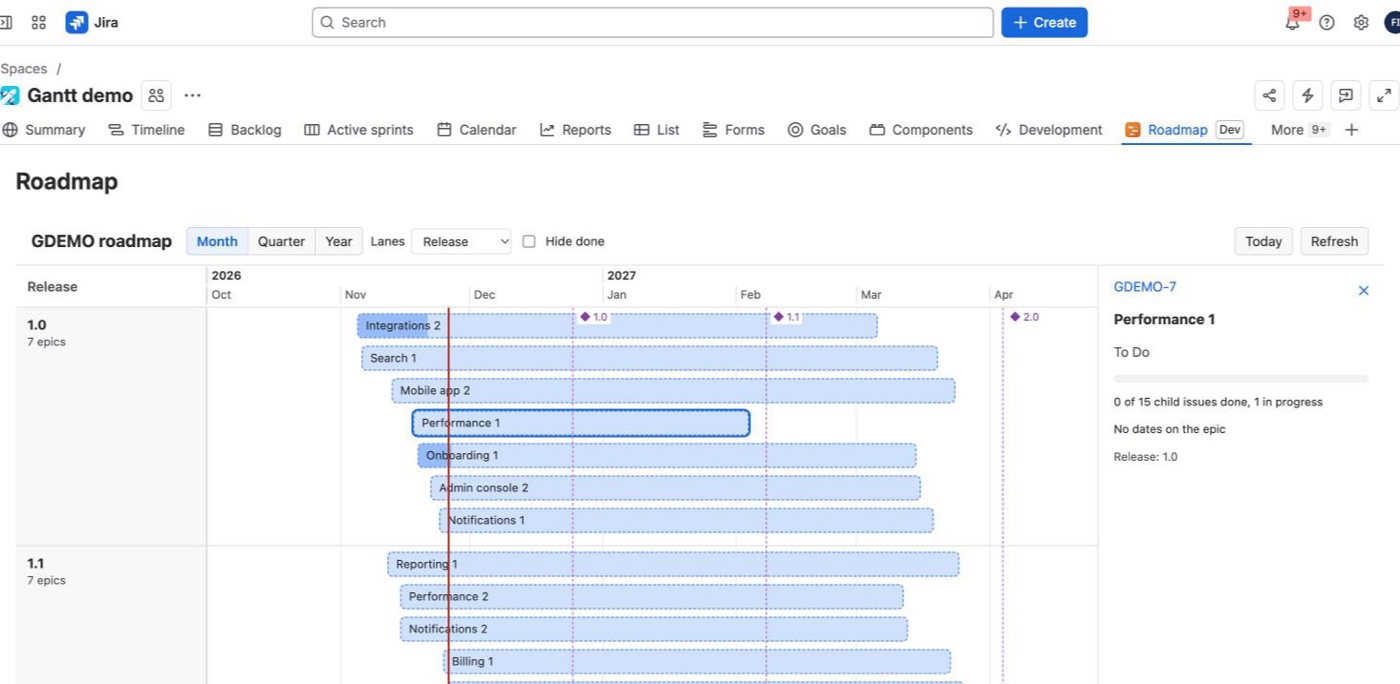 Jira
Search
+ Create
9+
Spaces /
Gantt demo
Summary Timeline Backlog Active sprints Calendar Reports List Forms Goals Components Development Roadmap Dev More 9+
Roadmap
GDEMO roadmap Month Quarter Year Lanes Release Hide done Today Refresh
Release
2026 2027
Oct Nov Dec Jan Feb Mar Apr
1.0 1.1 2.0
1.0
7 epics
Integrations 2
Search 1
Mobile app 2
Performance 1
Onboarding 1
Admin console 2
Notifications 1
1.1
7 epics
Reporting 1
Performance 2
Notifications 2
Billing 1
GDEMO-7
Performance 1
To Do
0 of 15 child issues done, 1 in progress
No dates on the epic
Release: 1.0